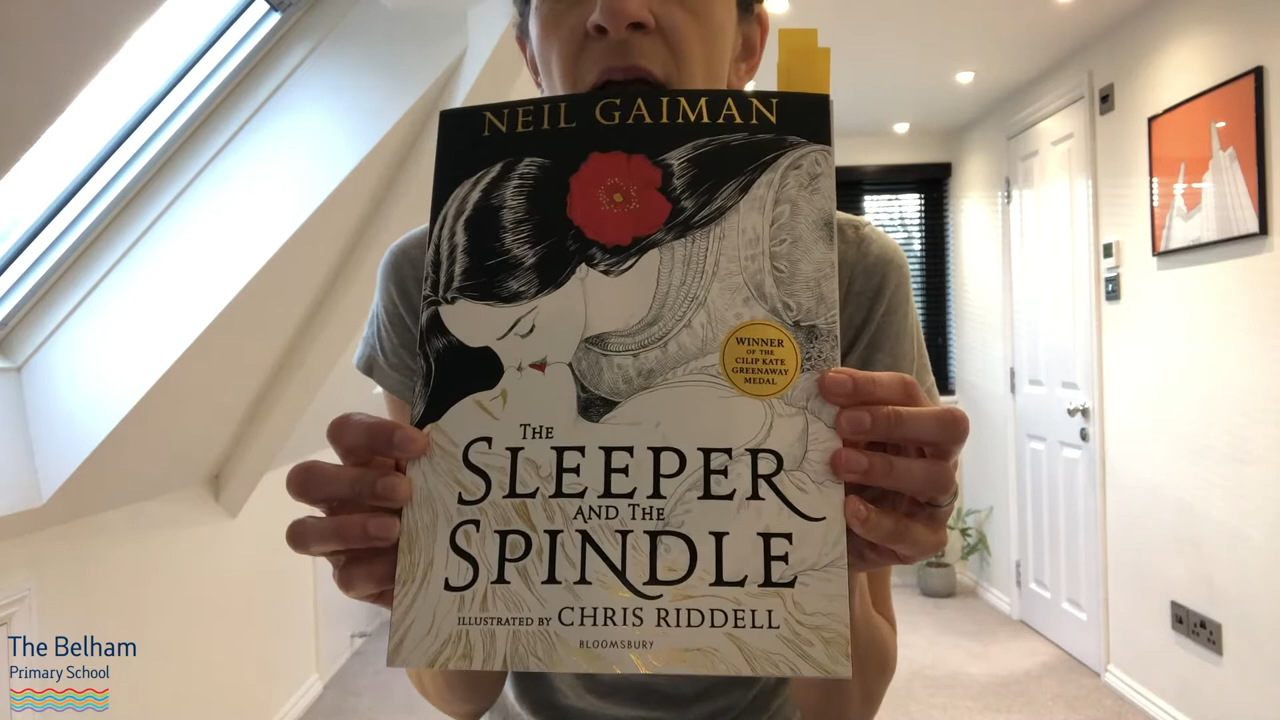 NEIL GAIMAN
WINNER
OF THE
CILIP KATE
GREENAWAY
MEDAL
THE
SLEEPER
AND THE
SPINDLE
ILLUSTRATED BY CHRIS RIDDELL
BLOOMSBURY
The Belham
Primary School